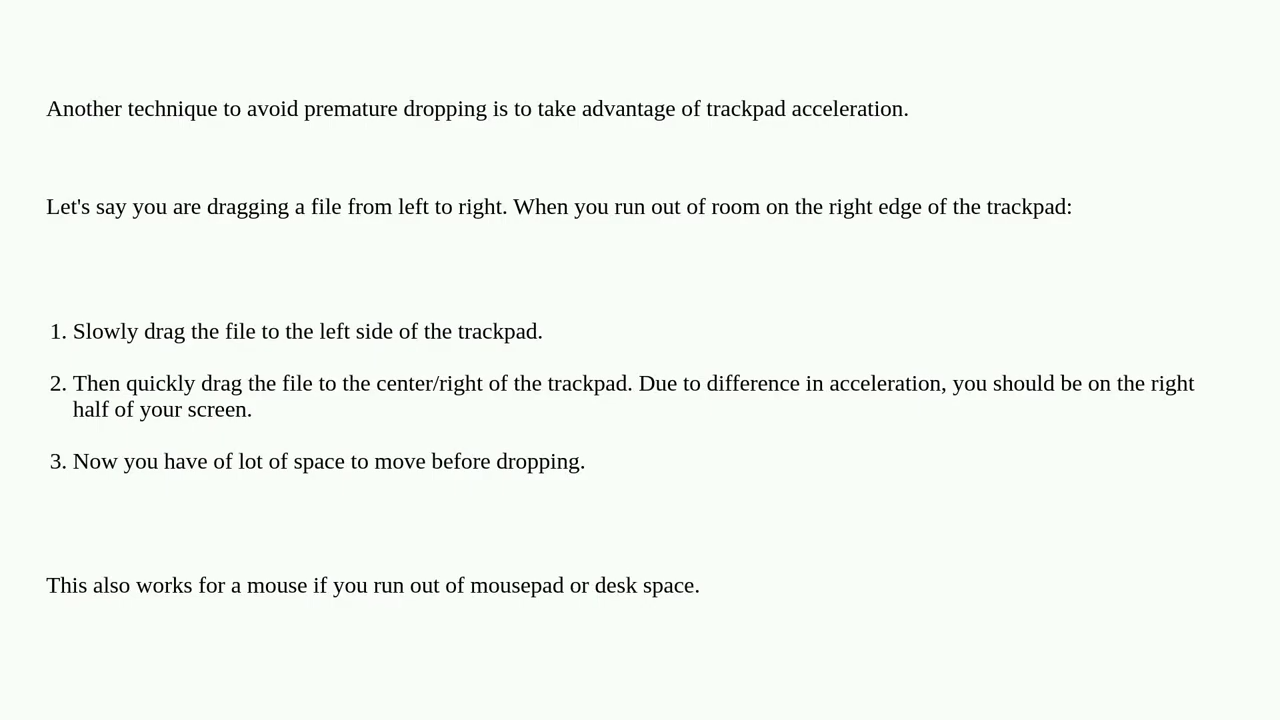 Another technique to avoid premature dropping is to take advantage of trackpad acceleration.
Let's say you are dragging a file from left to right. When you run out of room on the right edge of the trackpad:
1. Slowly drag the file to the left side of the trackpad.
2. Then quickly drag the file to the center/right of the trackpad. Due to difference in acceleration, you should be on the right
half of your screen.
3. Now you have of lot of space to move before dropping.
This also works for a mouse if you run out of mousepad or desk space.